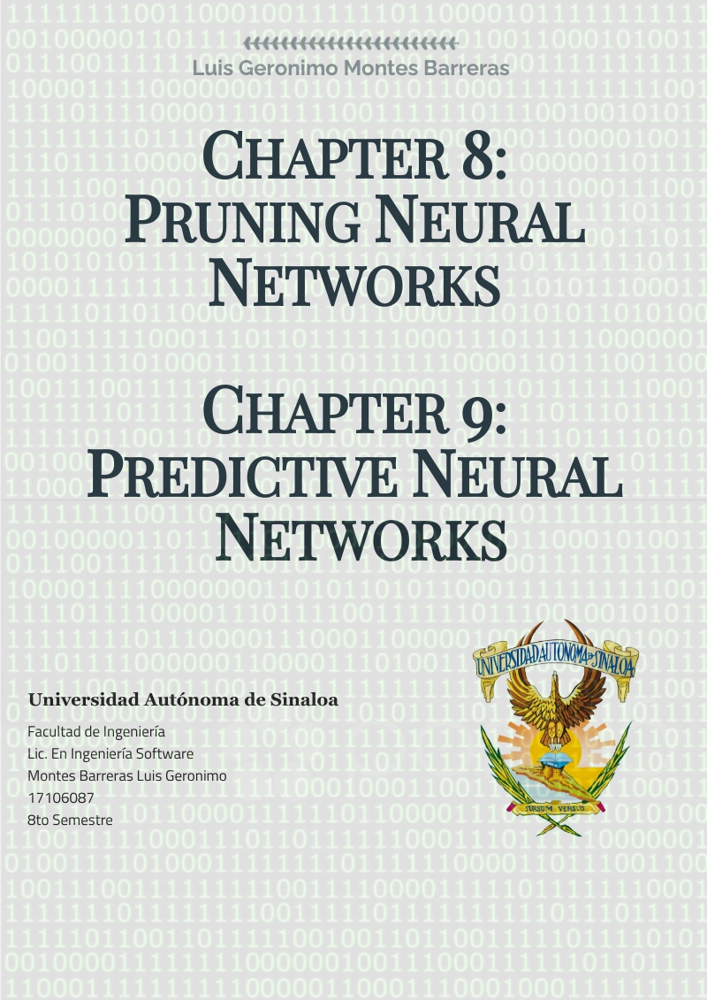 Luis Geronimo Montes Barreras
CHAPTER 8:
PRUNING NEURAL
NETWORKS
CHAPTER 9:
PREDICTIVE NEURAL
NETWORKS
UNIVERSIDAD AUTONOMA DE SINALOA
Universidad Autónoma de Sinaloa
Facultad de Ingeniería
Lic. En Ingeniería Software
Montes Barreras Luis Geronimo
17106087
8to Semestre
SURSUM VERSUS